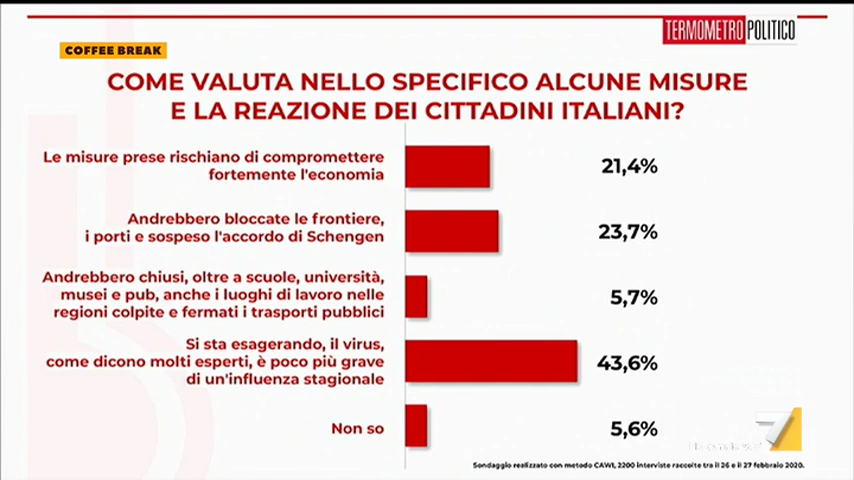 TERMOMETRO POLITICO
COFFEE BREAK
COME VALUTA NELLO SPECIFICO ALCUNE MISURE
E LA REAZIONE DEI CITTADINI ITALIANI?
Le misure prese rischiano di compromettere
fortemente l'economia
21,4%
Andrebbero bloccate le frontiere,
i porti e sospeso l'accordo di Schengen
23,7%
Andrebbero chiusi, oltre a scuole, università,
musei e pub, anche i luoghi di lavoro nelle
regioni colpite e fermati i trasporti pubblici
5,7%
Si sta esagerando, il virus,
come dicono molti esperti, è poco più grave
di un'influenza stagionale
43,6%
Non so
5,6%
7
Sondaggio realizzato con metodo CAWI, 2200 interviste raccolte tra il 26 e il 27 febbraio 2020.